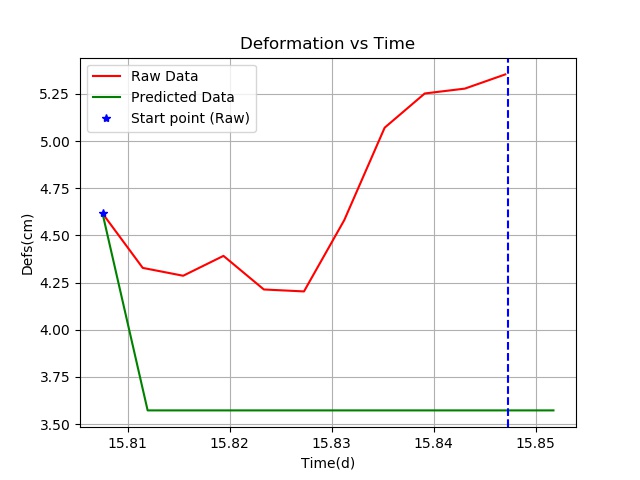 Deformation vs Time
Raw Data
Predicted Data
Start point (Raw)
Defs(cm)
5.25
5.00
4.75
4.50
4.25
4.00
3.75
3.50
15.81 15.82 15.83 15.84 15.85
Time(d)